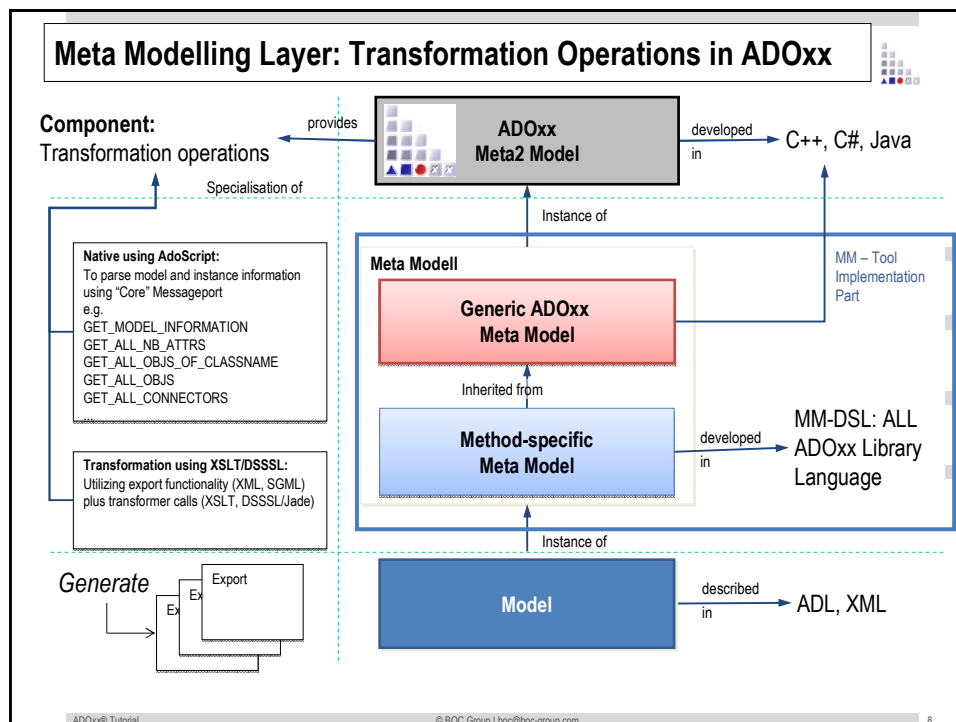 Meta Modelling Layer: Transformation Operations in ADOxx
Component:
Transformation operations
provides
ADOxx
Meta2 Model
developed
in
C++, C#, Java
Specialisation of
Instance of
Native using AdoScript:
To parse model and instance information
using “Core” Messageport
e.g.
GET_MODEL_INFORMATION
GET_ALL_NB_ATTRS
GET_ALL_OBJS_OF_CLASSNAME
GET_ALL_OBJS
GET_ALL_CONNECTORS
...
Meta Modell
Generic ADOxx
Meta Model
MM – Tool
Implementation
Part
Inherited from
Method-specific
Meta Model
developed
in
MM-DSL: ALL
ADOxx Library
Language
Transformation using XSLT/DSSSL:
Utilizing export functionality (XML, SGML)
plus transformer calls (XSLT, DSSSL/Jade)
Instance of
Generate
Export
Ex
Ex
Model
described
in
ADL, XML
ADOxx® Tutorial
© BOC Group | boc@boc-group.com
8